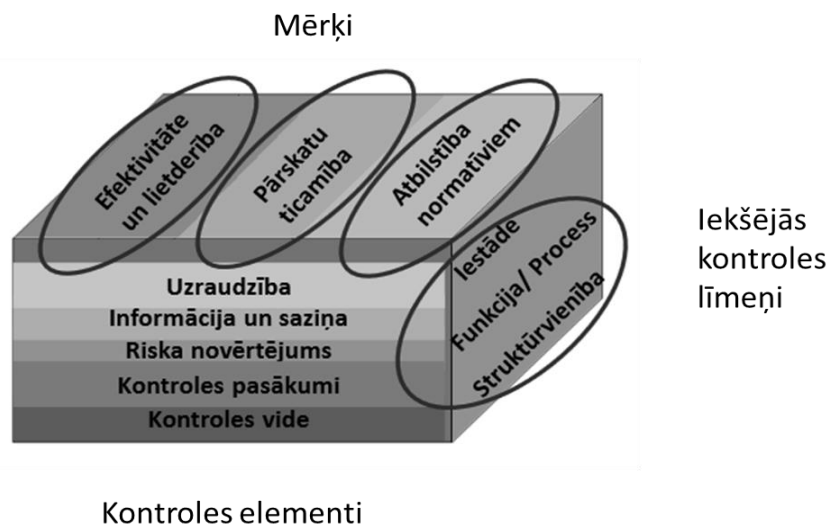 Mērķi
Efektivitāte
un lietderība
Pārskatu
ticamība
Atbilstība
normatīviem
Iestāde
Funkcija/ Process
Struktūrvienība
Iekšējās
kontroles
līmeņi
Uzraudzība
Informācija un saziņa
Riska novērtējums
Kontroles pasākumi
Kontroles vide
Kontroles elementi